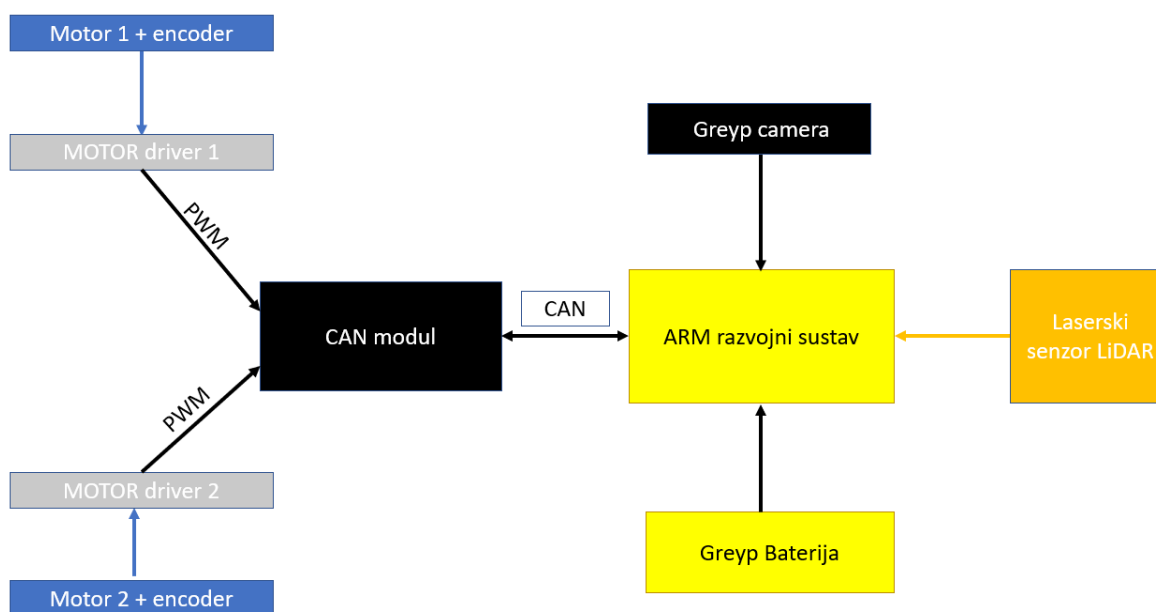 Motor 1 + encoder
MOTOR driver 1
PWM
Greyp camera
CAN modul
CAN
ARM razvojni sustav
Laserski
senzor LiDAR
PWM
MOTOR driver 2
Greyp Baterija
Motor 2 + encoder